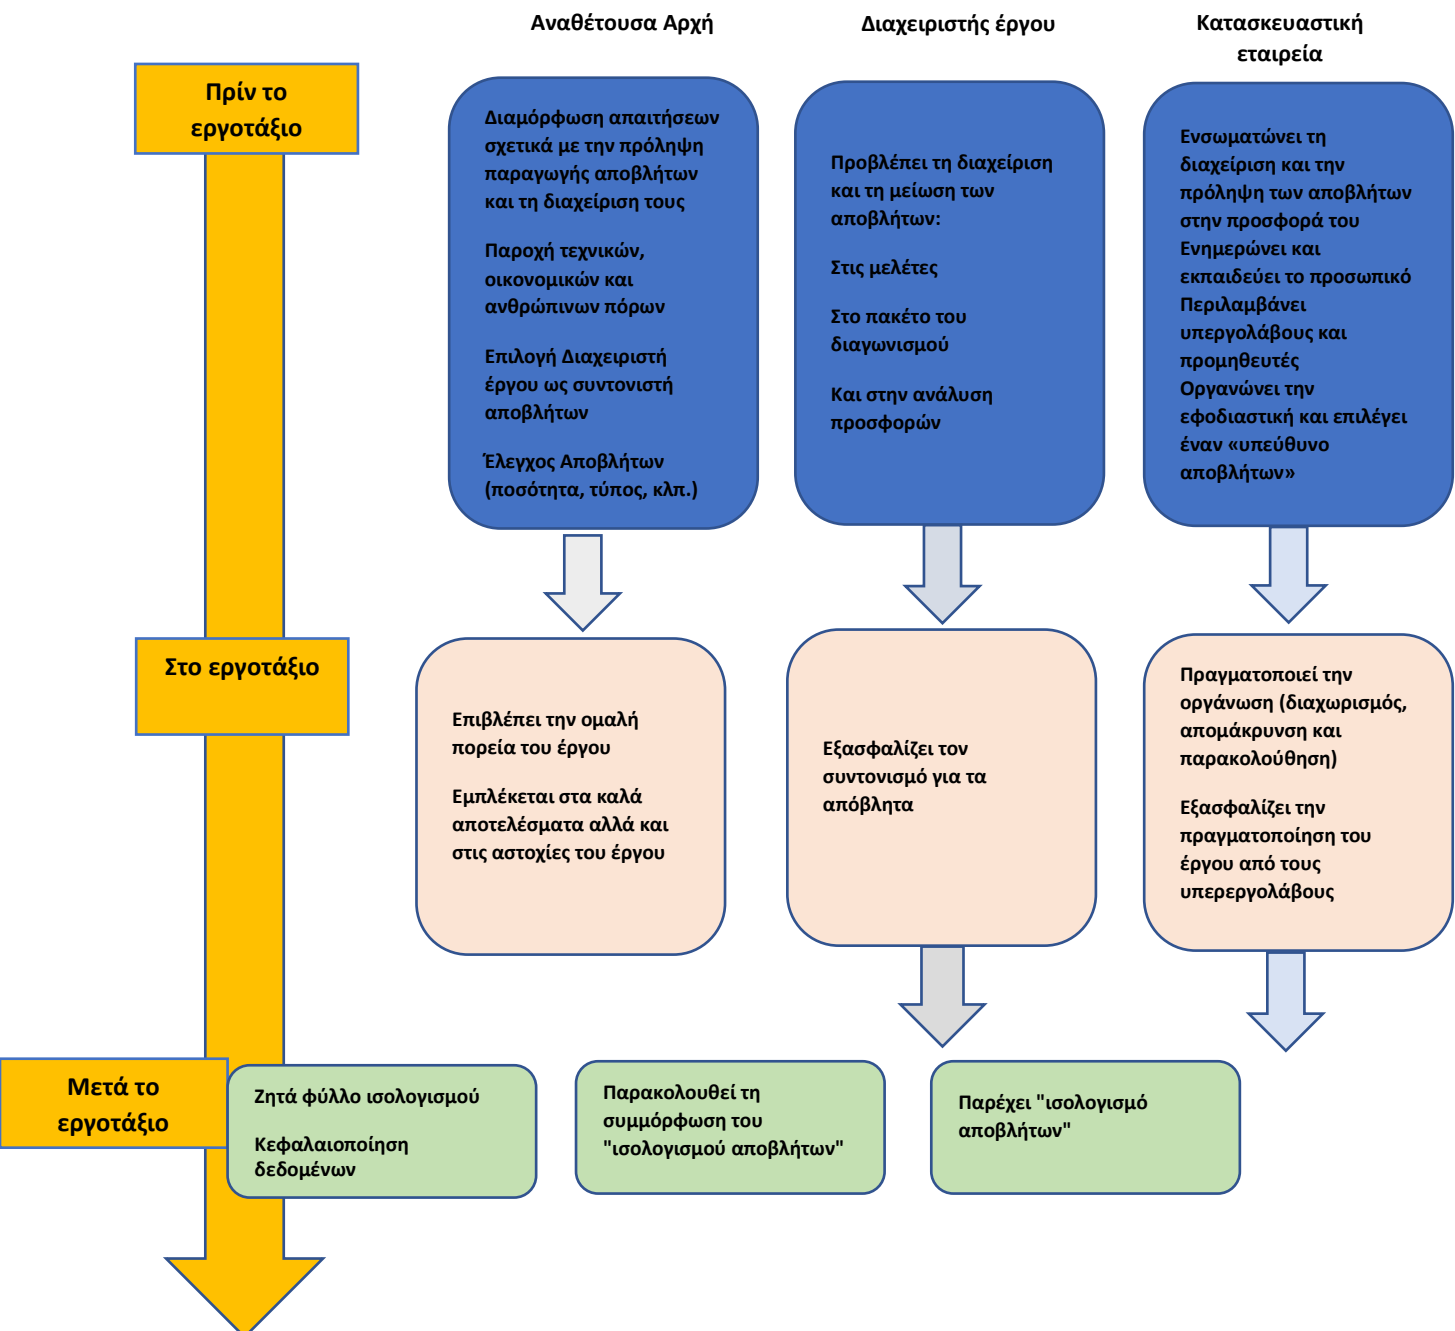 Αναθέτουσα Αρχή
Διαχειριστής έργου
Κατασκευαστική
εταιρεία
Πρίν το
εργοτάξιο
Διαμόρφωση απαιτήσεων
σχετικά με την πρόληψη
παραγωγής αποβλήτων
και τη διαχείριση τους
Παροχή τεχνικών,
οικονομικών και
ανθρώπινων πόρων
Επιλογή Διαχειριστή
έργου ως συντονιστή
αποβλήτων
Έλεγχος Αποβλήτων
(ποσότητα, τύπος, κλπ.)
Προβλέπει τη διαχείριση
και τη μείωση των
αποβλήτων:
Στις μελέτες
Στο πακέτο του
διαγωνισμού
Και στην ανάλυση
προσφορών
Ενσωματώνει τη
διαχείριση και την
πρόληψη των αποβλήτων
στην προσφορά του
Ενημερώνει και
εκπαιδεύει το προσωπικό
Περιλαμβάνει
υπεργολάβους και
προμηθευτές
Οργανώνει την
εφοδιαστική και επιλέγει
έναν «υπεύθυνο
αποβλήτων»
Στο εργοτάξιο
Επιβλέπει την ομαλή
πορεία του έργου
Εμπλέκεται στα καλά
αποτελέσματα αλλά και
στις αστοχίες του έργου
Εξασφαλίζει τον
συντονισμό για τα
απόβλητα
Πραγματοποιεί την
οργάνωση (διαχωρισμός,
απομάκρυνση και
παρακολούθηση)
Εξασφαλίζει την
πραγματοποίηση του
έργου από τους
υπερεργολάβους
Μετά το
εργοτάξιο
Ζητά φύλλο ισολογισμού
Κεφαλαιοποίηση
δεδομένων
Παρακολουθεί τη
συμμόρφωση του
"ισολογισμού αποβλήτων"
Παρέχει "ισολογισμό
αποβλήτων"